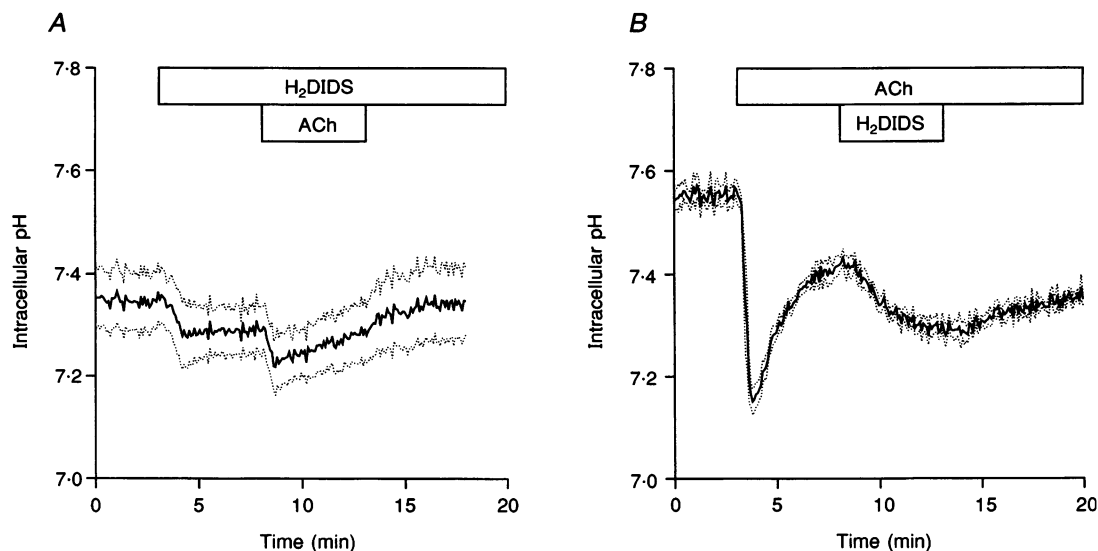 A
B
7·8
7·6
7·4
7·2
7·0
Intracellular pH
H₂DIDS
ACh
0 5 10 15 20
Time (min)
7·8
7·6
7·4
7·2
7·0
Intracellular pH
ACh
H₂DIDS
0 5 10 15 20
Time (min)